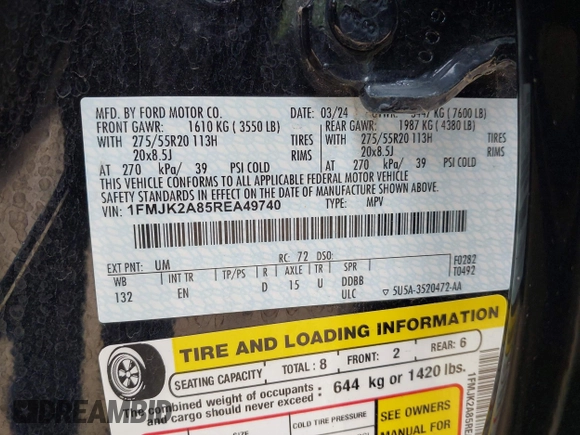 MFD. BY FORD MOTOR CO.
DATE: 03/24 GVWR: 3447 KG (7600 LB)
FRONT GAWR: 1610 KG (3550 LB) REAR GAWR: 1987 KG (4380 LB)
WITH 275/55R20 113H TIRES WITH 275/55R20 113H TIRES
20x8.5J RIMS 20x8.5J RIMS
AT 270 kPa/ 39 PSI COLD AT 270 kPa/ 39 PSI COLD
THIS VEHICLE CONFORMS TO ALL APPLICABLE FEDERAL MOTOR VEHICLE
SAFETY STANDARDS IN EFFECT ON THE DATE OF MANUFACTURE SHOWN ABOVE.
VIN: 1FMJK2A85REA49740 TYPE: MPV
EXT PNT: UM RC: 72 DSO: F0282
WB INT TR TP/PS R AXLE TR SPR T0492
132 EN D 15 U DDBB
ULC ▽ 5U5A-3520472-AA
TIRE AND LOADING INFORMATION
SEATING CAPACITY TOTAL: 8 FRONT: 2 REAR: 6
The combined weight of occupants
and cargo should never exceed: 644 kg or 1420 lbs.
SIZE COLD TIRE PRESSURE SEE OWNERS
MANUAL FOR
1FMJK2A85RE
DREAMBID